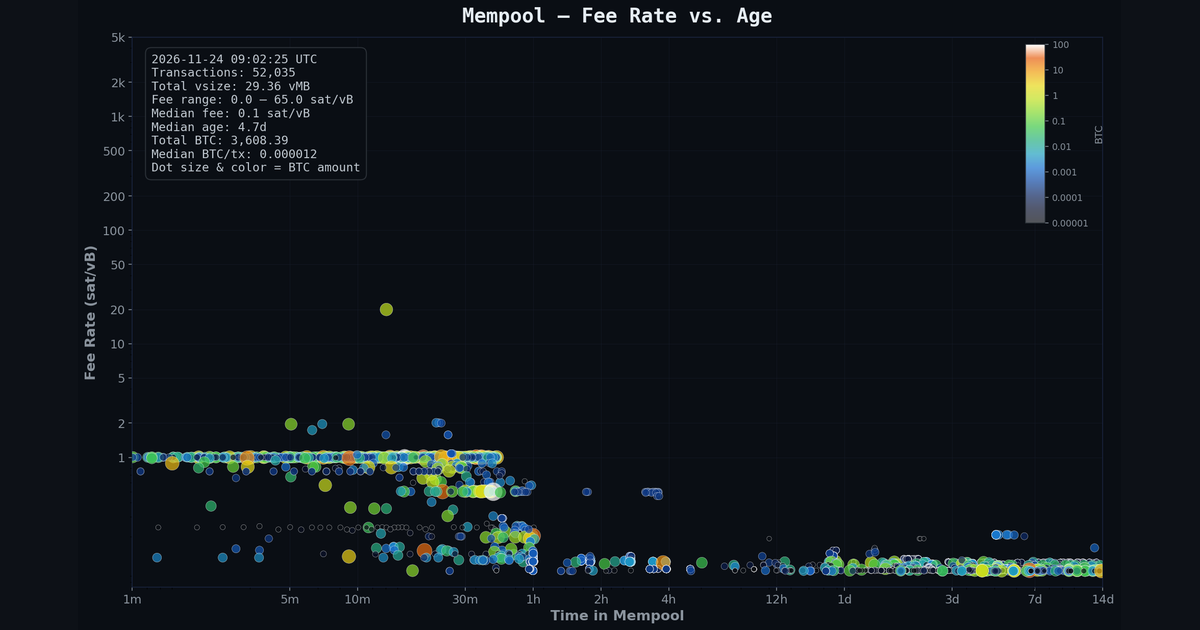 Mempool — Fee Rate vs. Age
5k
2k
1k
500
200
100
50
20
10
5
2
1
Fee Rate (sat/vB)
2026-11-24 09:02:25 UTC
Transactions: 52,035
Total vsize: 29.36 vMB
Fee range: 0.0 — 65.0 sat/vB
Median fee: 0.1 sat/vB
Median age: 4.7d
Total BTC: 3,608.39
Median BTC/tx: 0.000012
Dot size & color = BTC amount
100
10
1
0.1
0.01
0.001
0.0001
0.00001
BTC
1m 5m 10m 30m 1h 2h 4h 12h 1d 3d 7d 14d
Time in Mempool